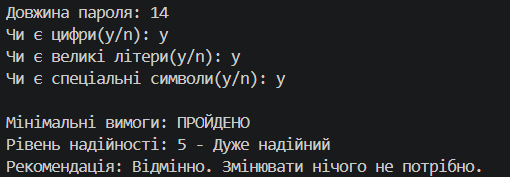 Довжина пароля: 14
Чи є цифри(y/n): y
Чи є великі літери(y/n): y
Чи є спеціальні символи(y/n): y
Мінімальні вимоги: ПРОЙДЕНО
Рівень надійності: 5 - Дуже надійний
Рекомендація: Відмінно. Змінювати нічого не потрібно.